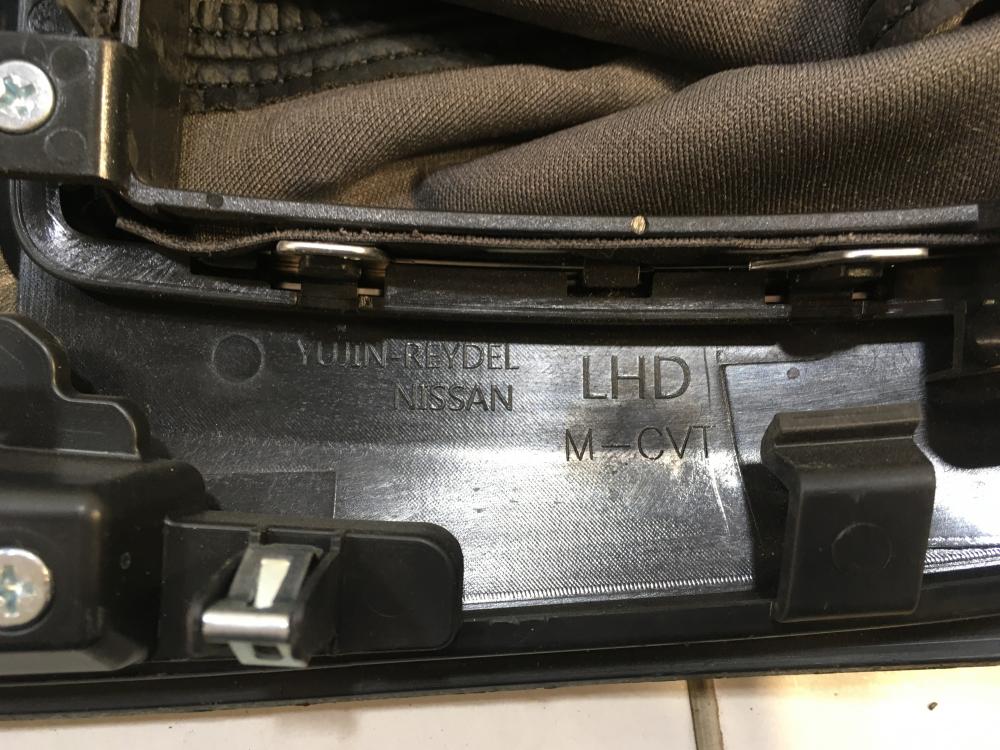 YUJIN-REYDEL
NISSAN
LHD
M-CVT